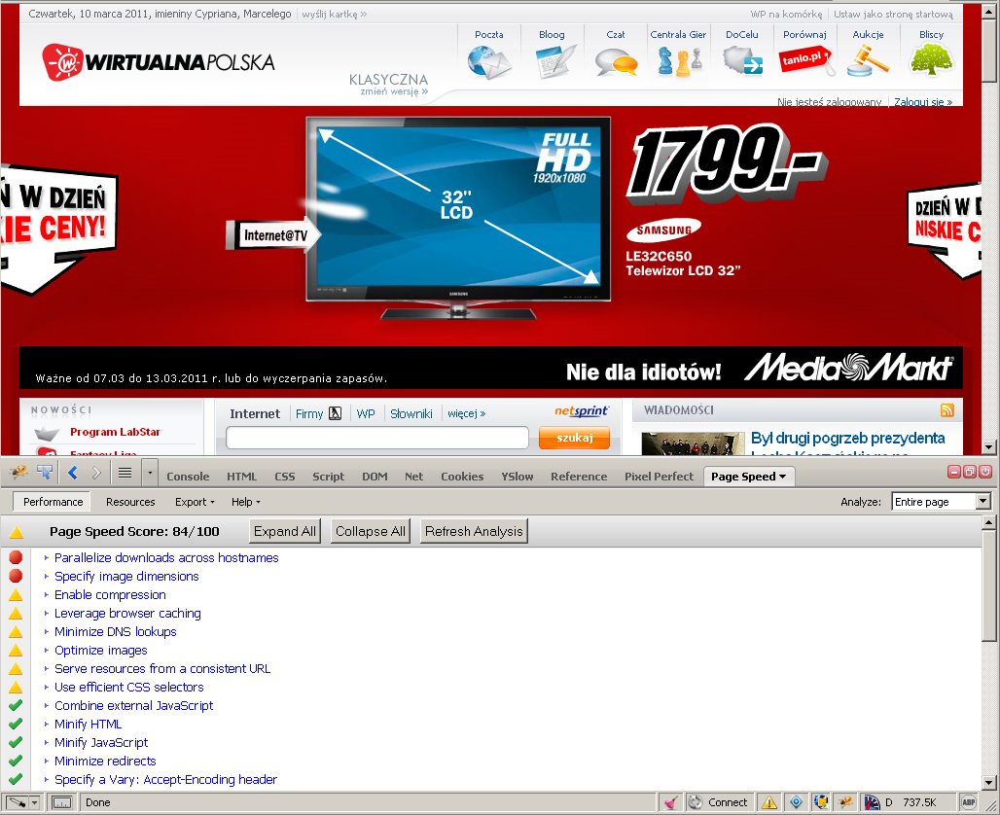 Czwartek, 10 marca 2011, imieniny Cypriana, Marcelego wyślij kartkę » WP na komórkę Ustaw jako stronę startową
WIRTUALNAPOLSKA
KLASYCZNA
zmień wersję »
Poczta Bloog Czat Centrala Gier DoCelu Porównaj Aukcje Bliscy
tanio.pl
Nie jesteś zalogowany Zaloguj się »
Ń W DZIEŃ
KIE CENY!
Internet@TV
32"
LCD
FULL
HD
1920x1080
SAMSUNG
1799.-
SAMSUNG
LE32C650
Telewizor LCD 32”
DZIEŃ W D
NISKIE C
Ważne od 07.03 do 13.03.2011 r. lub do wyczerpania zapasów.
Nie dla idiotów! Media Markt
NOWOŚCI
Program LabStar
Fantasy Liga
Internet Firmy WP Słowniki więcej »
netsprint
szukaj
WIADOMOŚCI
Był drugi pogrzeb prezydenta
Lecha Kaczyńskiego na
Console HTML CSS Script DOM Net Cookies YSlow Reference Pixel Perfect Page Speed
Performance Resources Export Help Analyze: Entire page
Page Speed Score: 84/100 Expand All Collapse All Refresh Analysis
Parallelize downloads across hostnames
Specify image dimensions
Enable compression
Leverage browser caching
Minimize DNS lookups
Optimize images
Serve resources from a consistent URL
Use efficient CSS selectors
Combine external JavaScript
Minify HTML
Minify JavaScript
Minimize redirects
Specify a Vary: Accept-Encoding header
Done Connect D 737.5K ABP